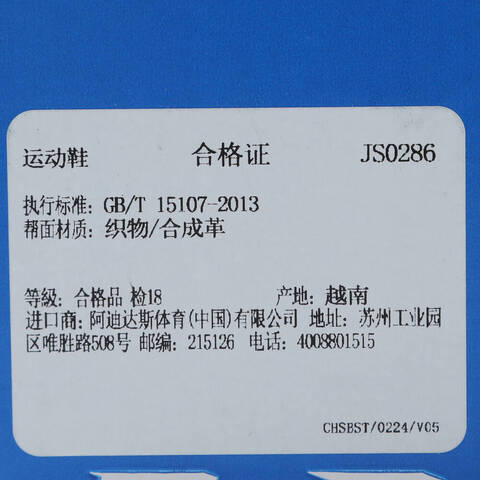 运动鞋 合格证 JS0286
执行标准: GB/T 15107-2013
帮面材质: 织物/合成革
等级: 合格品 检18 产地: 越南
进口商: 阿迪达斯体育(中国)有限公司 地址: 苏州工业园
区唯胜路508号 邮编: 215126 电话: 4008801515
CHSBST/0224/V05